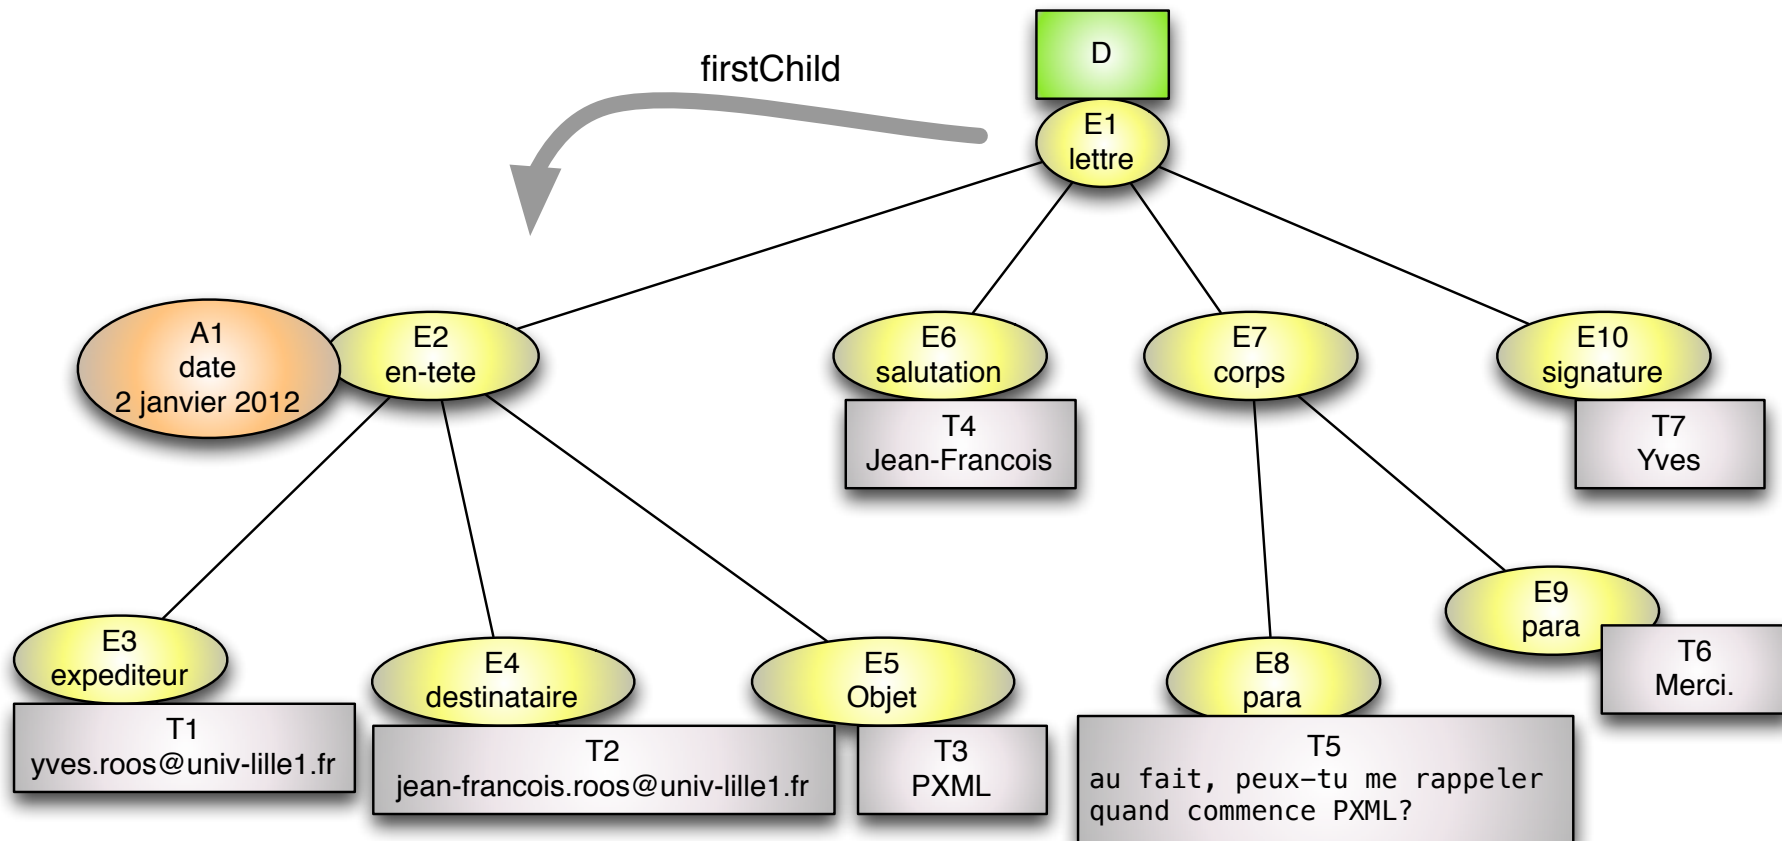 D
firstChild
E1
lettre
A1
date
2 janvier 2012
E2
en-tete
E6
salutation
T4
Jean-Francois
E7
corps
E10
signature
T7
Yves
E3
expediteur
T1
yves.roos@univ-lille1.fr
E4
destinataire
T2
jean-francois.roos@univ-lille1.fr
E5
Objet
T3
PXML
E8
para
T5
au fait, peux-tu me rappeler
quand commence PXML?
E9
para
T6
Merci.